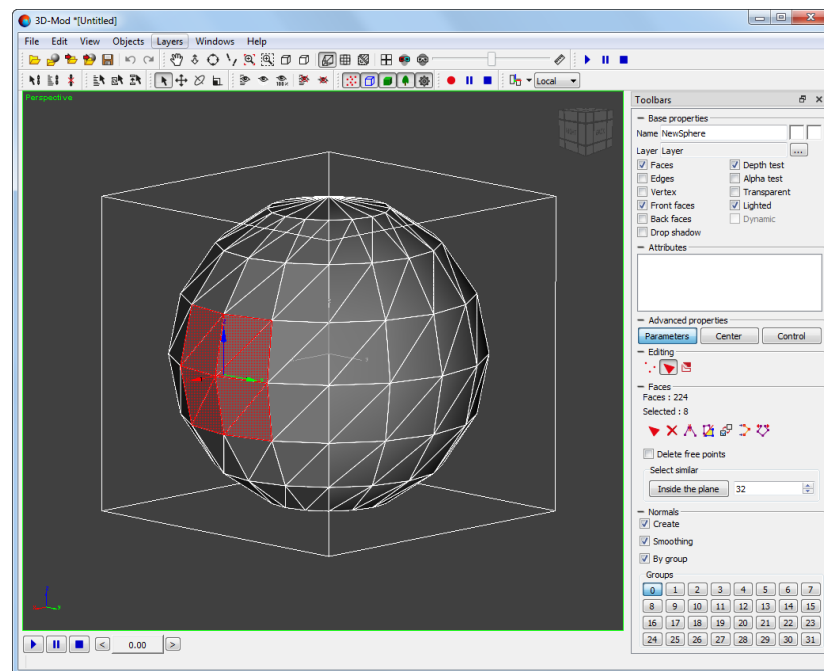 3D-Mod *[Untitled]
File Edit View Objects Layers Windows Help
100%
Local
Perspective
Toolbars
Base properties
Name NewSphere
Layer Layer ...
Faces Depth test
Edges Alpha test
Vertex Transparent
Front faces Lighted
Back faces Dynamic
Drop shadow
Attributes
Advanced properties
Parameters Center Control
Editing
Faces
Faces : 224
Selected : 8
Delete free points
Select similar
Inside the plane 32
Normals
Create
Smoothing
By group
Groups
0 1 2 3 4 5 6 7
8 9 10 11 12 13 14 15
16 17 18 19 20 21 22 23
24 25 26 27 28 29 30 31
< 0.00 >